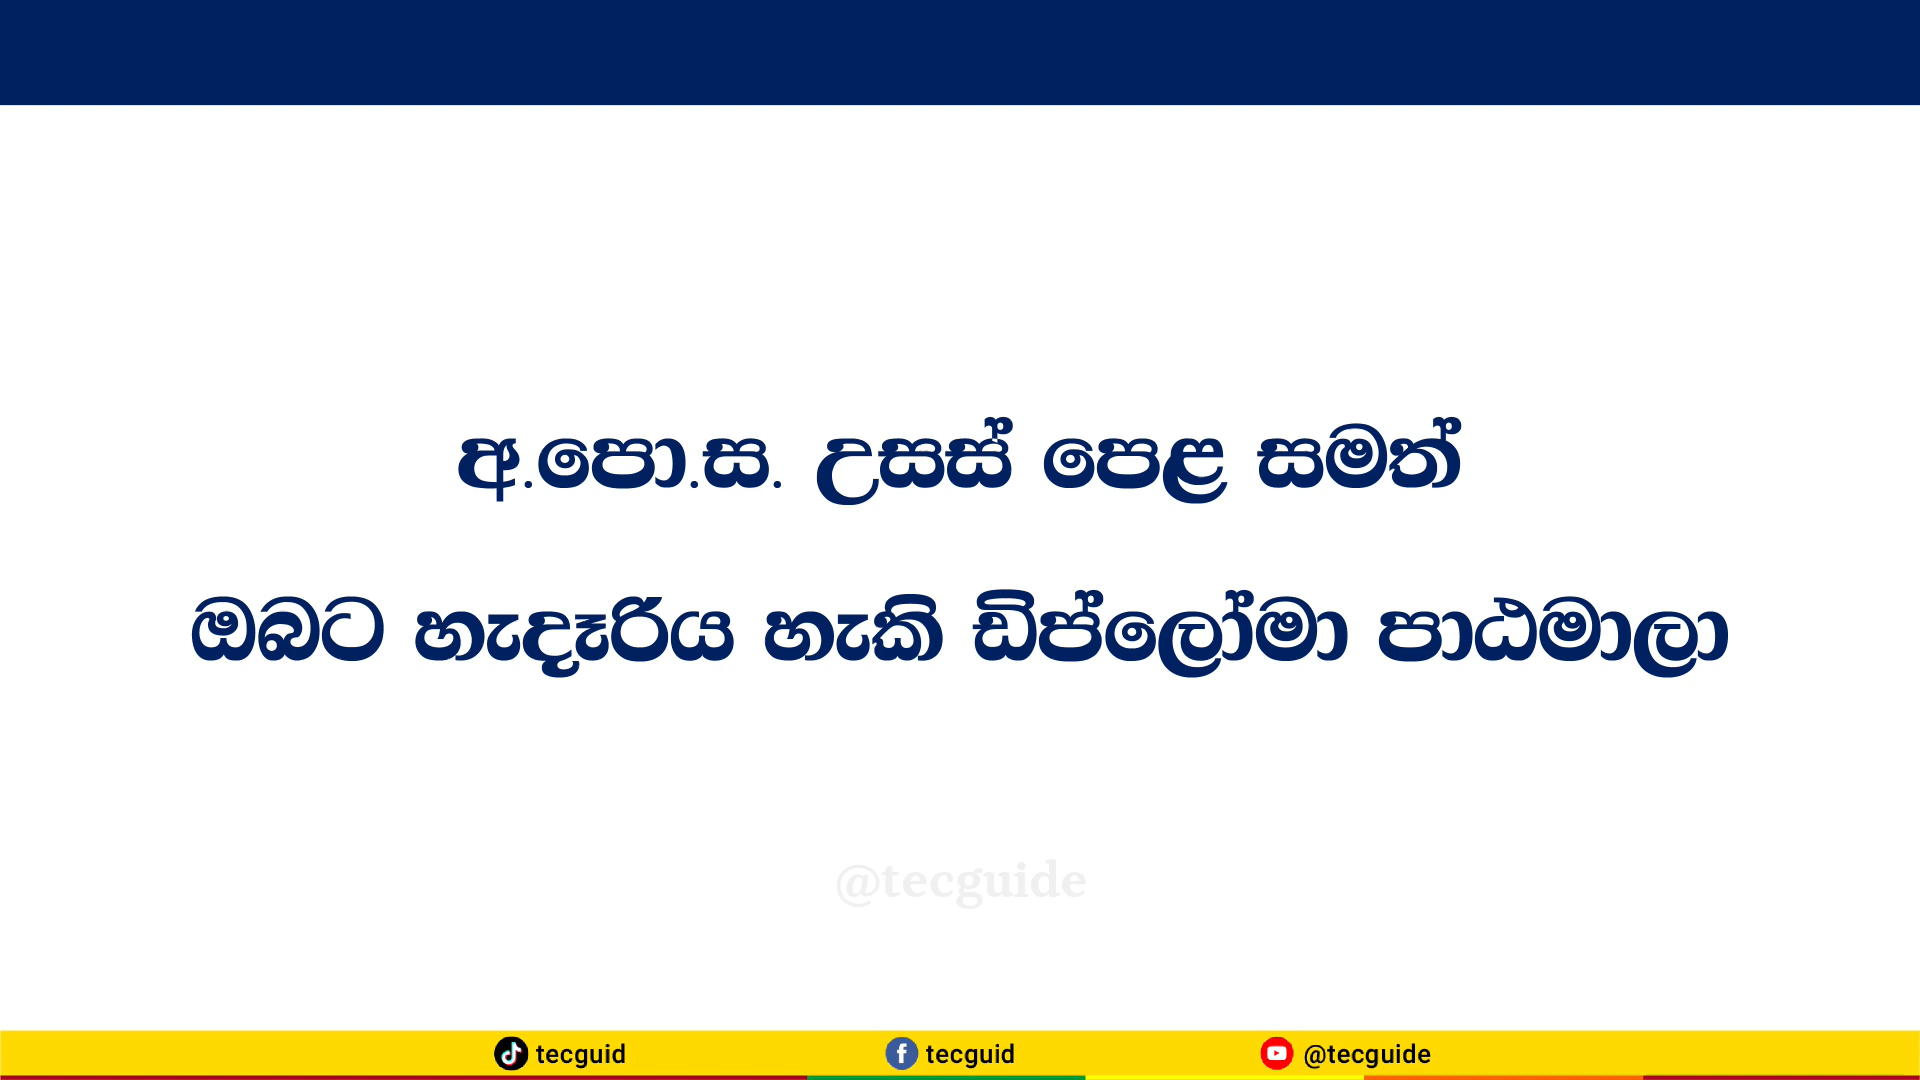 අ.පො.ස. උසස් පෙළ සමත්
ඔබට හැදෑරිය හැකි ඩිප්ලෝමා පාඨමාලා
@tecguide
tecguid
tecguid
@tecguide